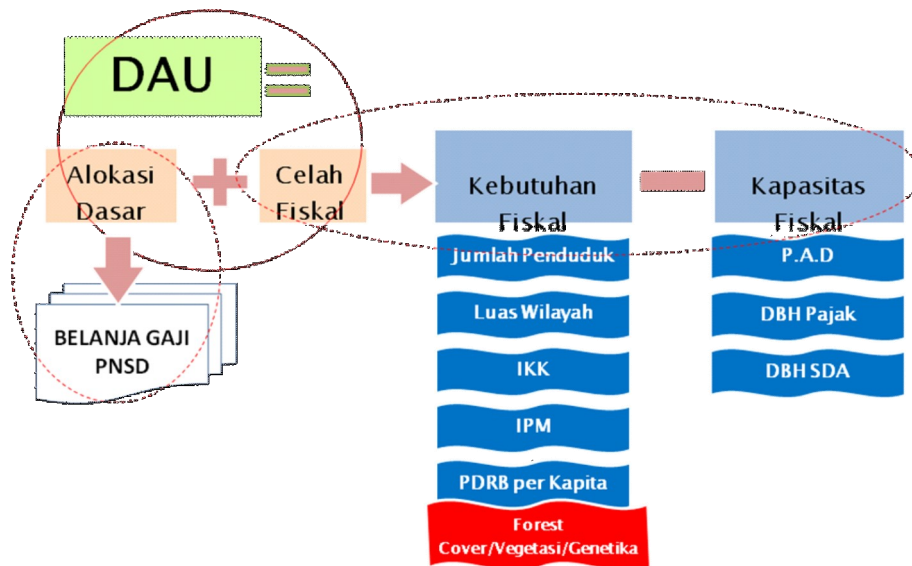 DAU
Alokasi
Dasar
Celah
Fiskal
Kebutuhan
Fiskal
Kapasitas
Fiskal
BELANJA GAJI
PNSD
Jumlah Penduduk
Luas Wilayah
IKK
IPM
PDRB per Kapita
Forest
Cover/Vegetasi/Genetika
P.A.D
DBH Pajak
DBH SDA